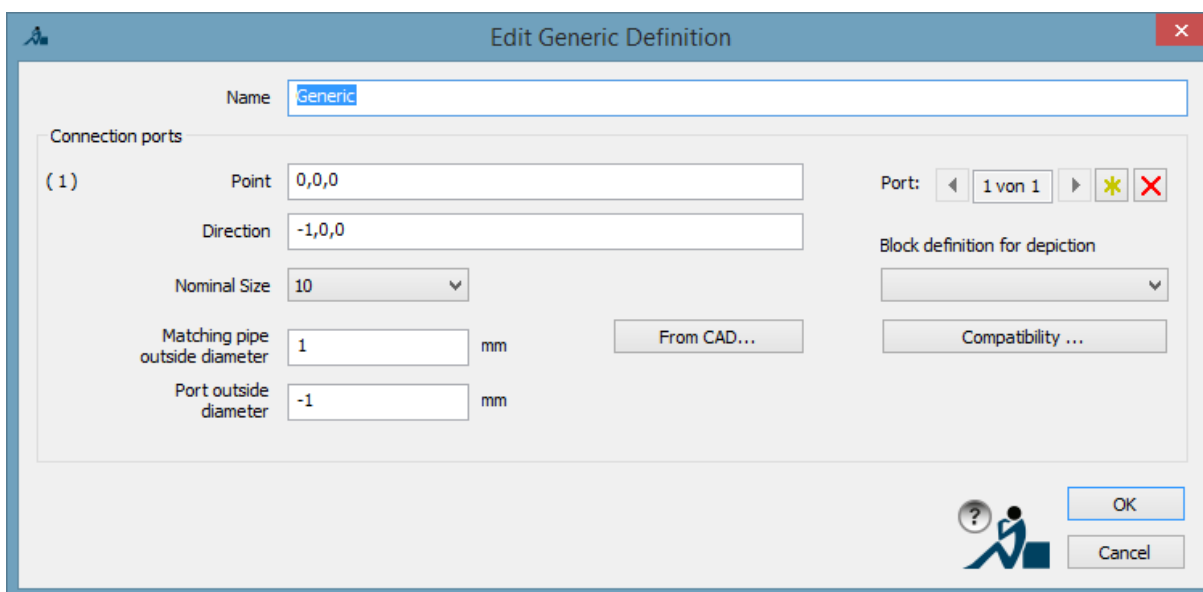 Edit Generic Definition
Name Generic
Connection ports
(1) Point 0,0,0 Port: 1 von 1
Direction -1,0,0
Block definition for depiction
Nominal Size 10
Matching pipe
outside diameter 1 mm From CAD... Compatibility ...
Port outside
diameter -1 mm
?
OK
Cancel